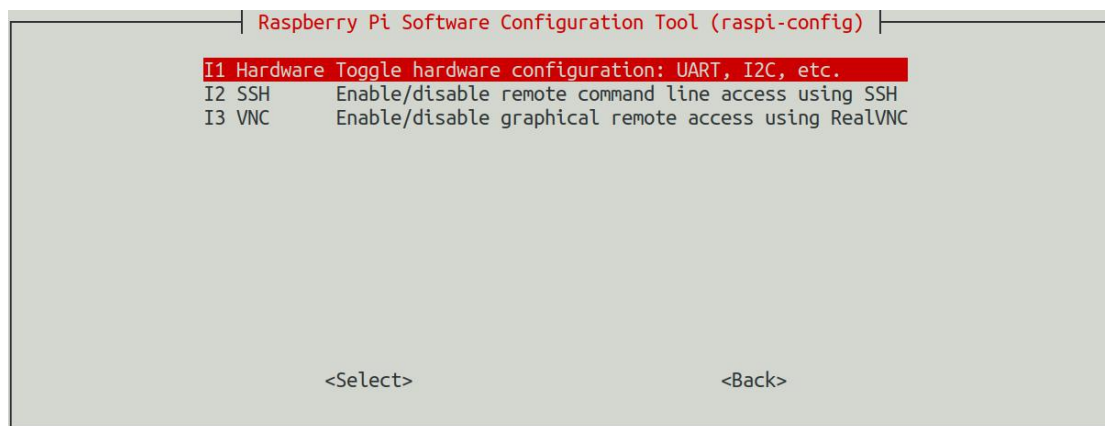 Raspberry Pi Software Configuration Tool (raspi-config)
I1 Hardware Toggle hardware configuration: UART, I2C, etc.
I2 SSH Enable/disable remote command line access using SSH
I3 VNC Enable/disable graphical remote access using RealVNC
<Select> <Back>